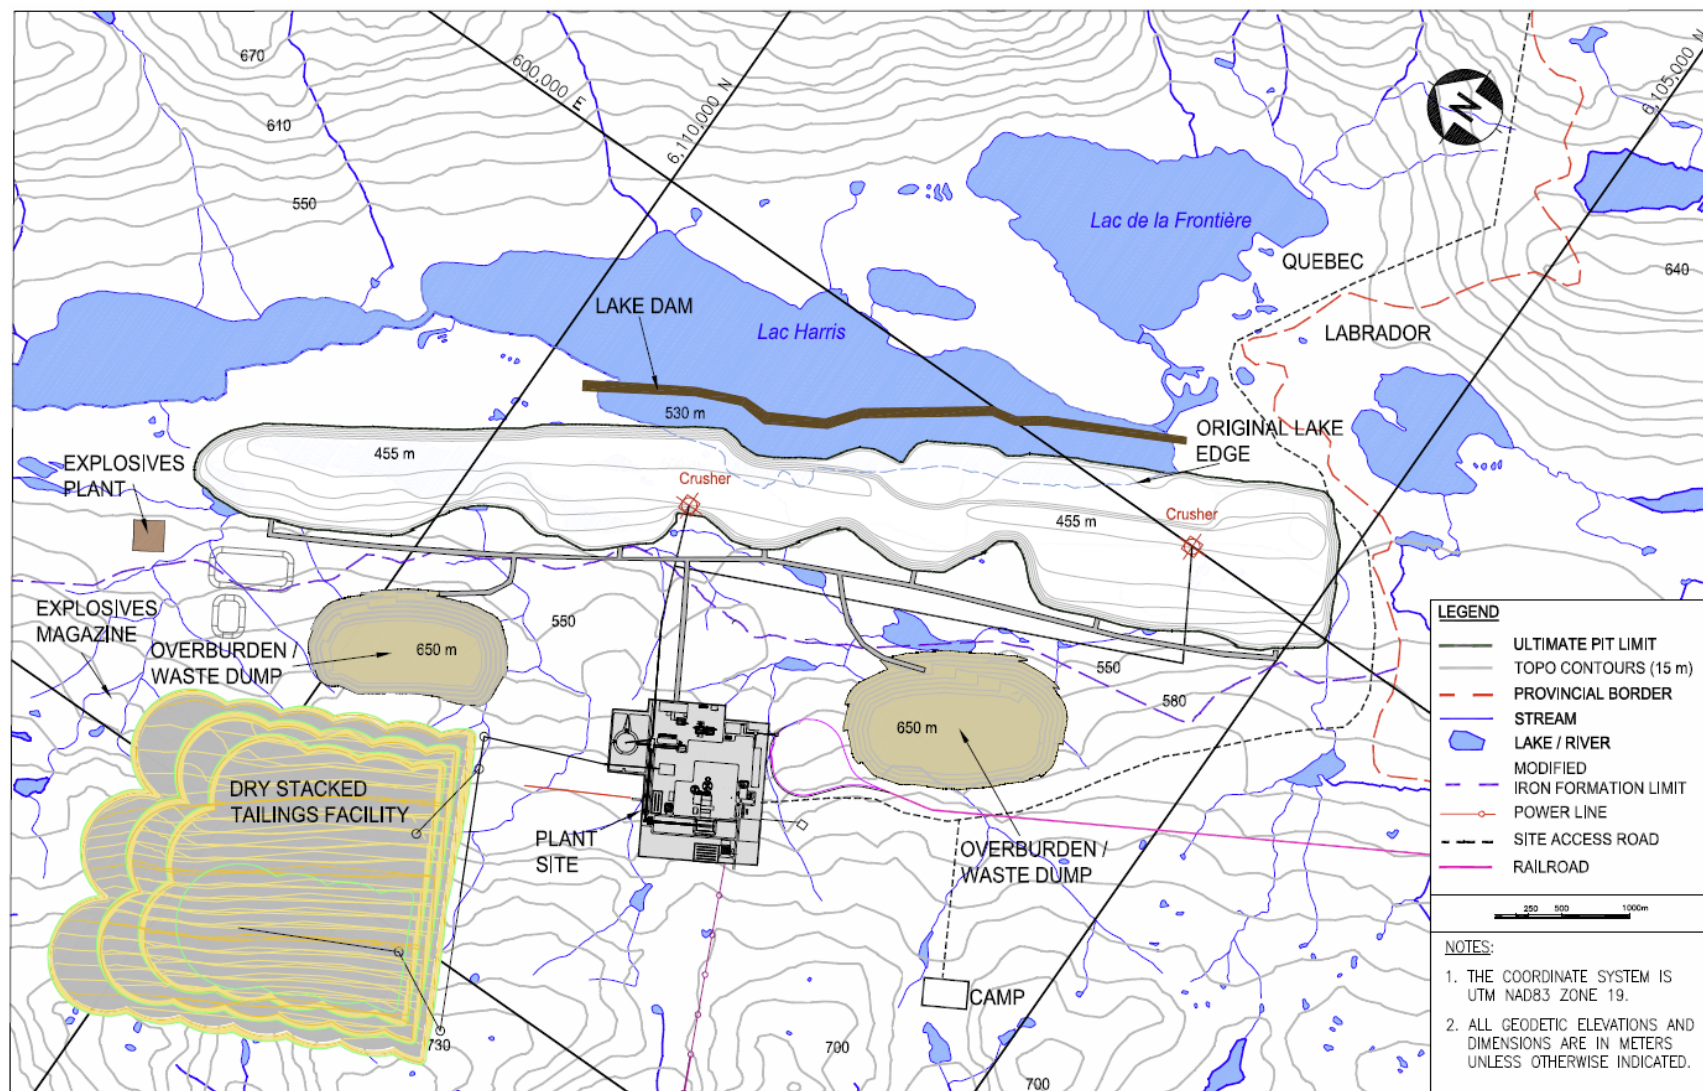 670
600,000 E
6,110,000 N
6,105,000 N
N
610
550
Lac de la Frontière
QUEBEC
640
LAKE DAM
Lac Harris
LABRADOR
530 m
ORIGINAL LAKE
EDGE
455 m
EXPLOSIVES
PLANT
Crusher
455 m
Crusher
EXPLOSIVES
MAGAZINE
550
OVERBURDEN /
WASTE DUMP
650 m
550
580
650 m
DRY STACKED
TAILINGS FACILITY
PLANT
SITE
OVERBURDEN /
WASTE DUMP
CAMP
730
700
700
LEGEND
ULTIMATE PIT LIMIT
TOPO CONTOURS (15 m)
PROVINCIAL BORDER
STREAM
LAKE / RIVER
MODIFIED
IRON FORMATION LIMIT
POWER LINE
SITE ACCESS ROAD
RAILROAD
250 500 1000m
NOTES:
1. THE COORDINATE SYSTEM IS
UTM NAD83 ZONE 19.
2. ALL GEODETIC ELEVATIONS AND
DIMENSIONS ARE IN METERS
UNLESS OTHERWISE INDICATED.